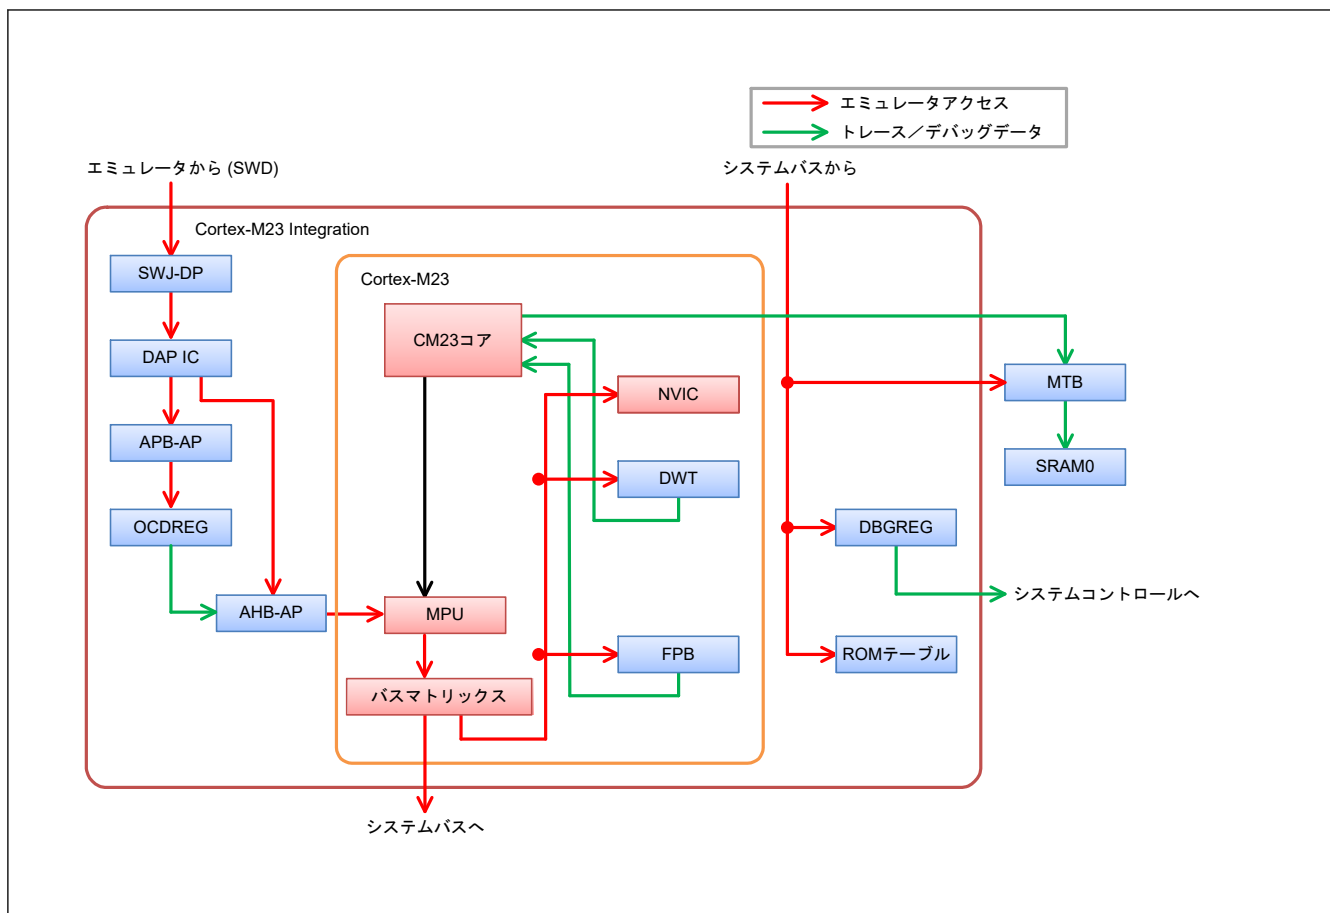 エミュレータアクセス
トレース／デバッグデータ
エミュレータから (SWD)
システムバスから
Cortex-M23 Integration
SWJ-DP
Cortex-M23
CM23コア
DAP IC
MTB
NVIC
APB-AP
SRAM0
DWT
OCDREG
DBGREG
システムコントロールへ
AHB-AP
MPU
FPB
ROMテーブル
バスマトリックス
システムバスへ